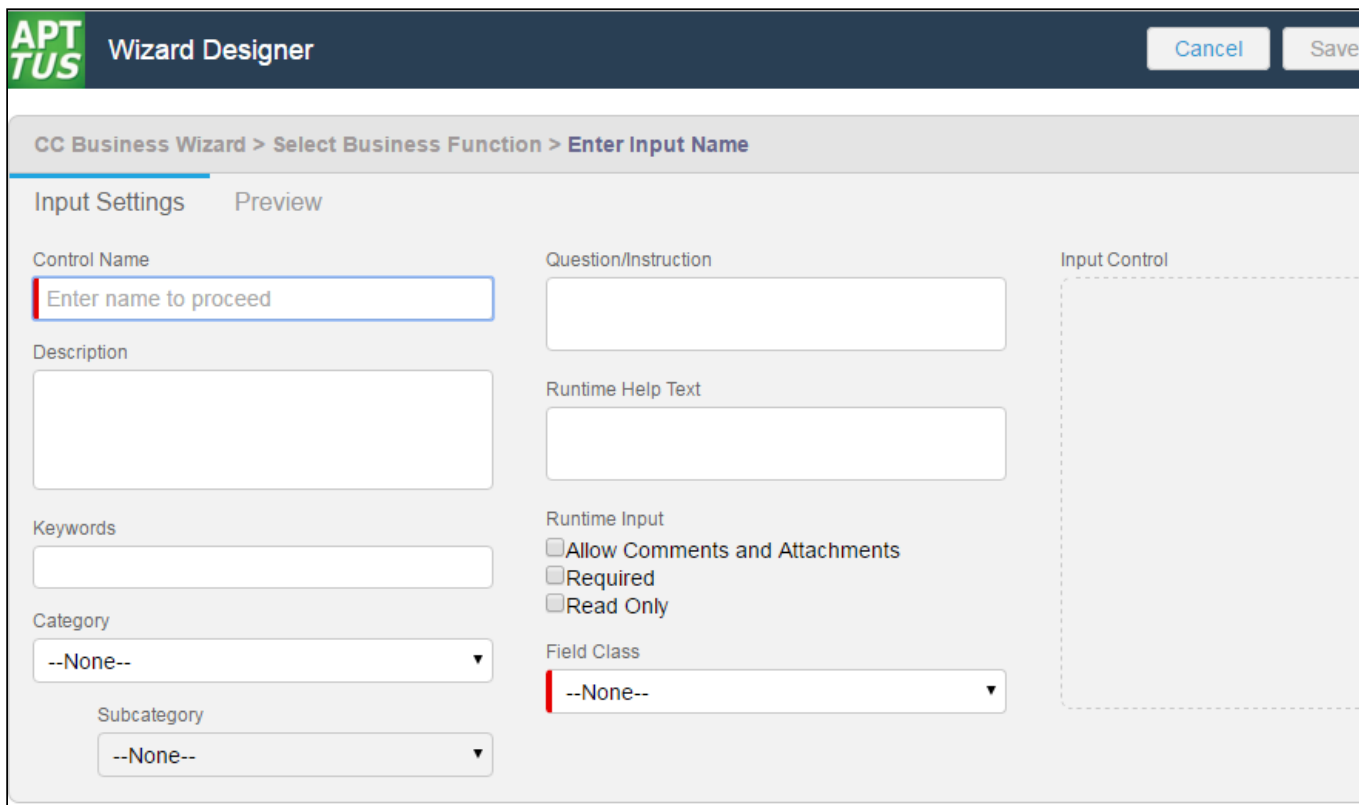 APT
TUS
Wizard Designer
Cancel
Save
CC Business Wizard > Select Business Function > Enter Input Name
Input Settings
Preview
Control Name
Enter name to proceed
Description
Keywords
Category
--None--
Subcategory
--None--
Question/Instruction
Runtime Help Text
Runtime Input
Allow Comments and Attachments
Required
Read Only
Field Class
--None--
Input Control